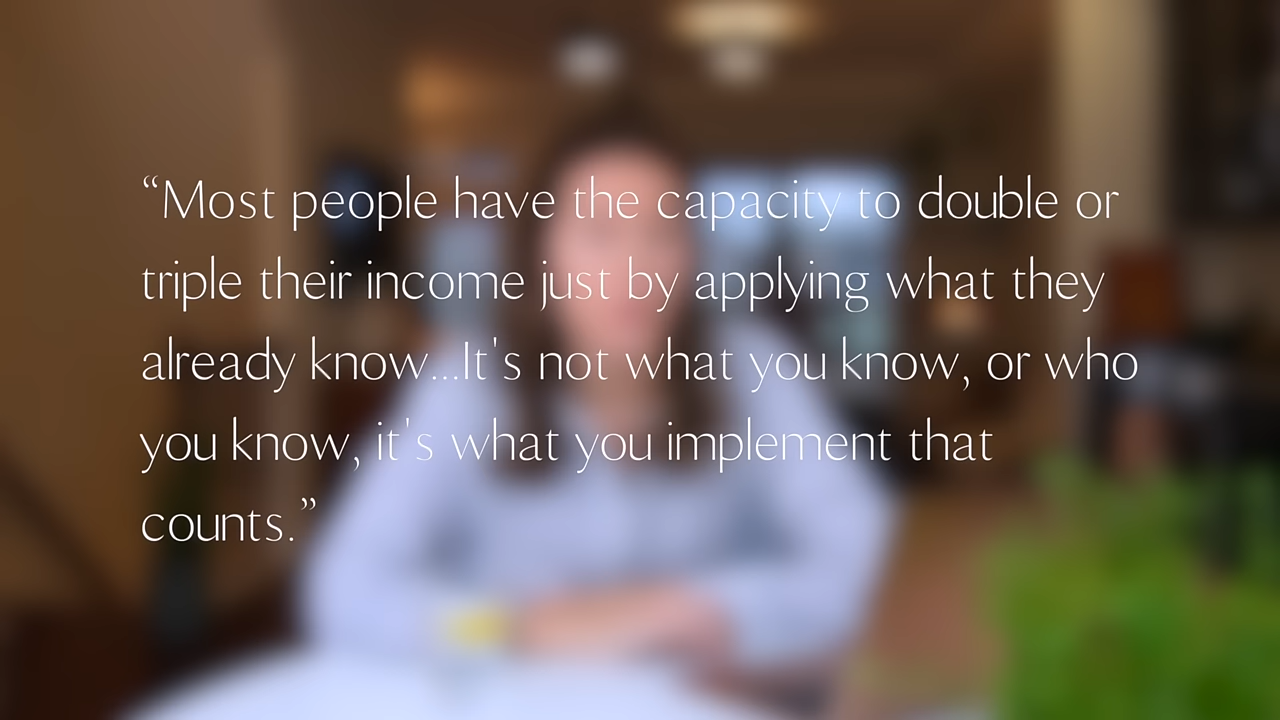 “Most people have the capacity to double or
triple their income just by applying what they
already know...It's not what you know, or who
you know, it's what you implement that
counts.”